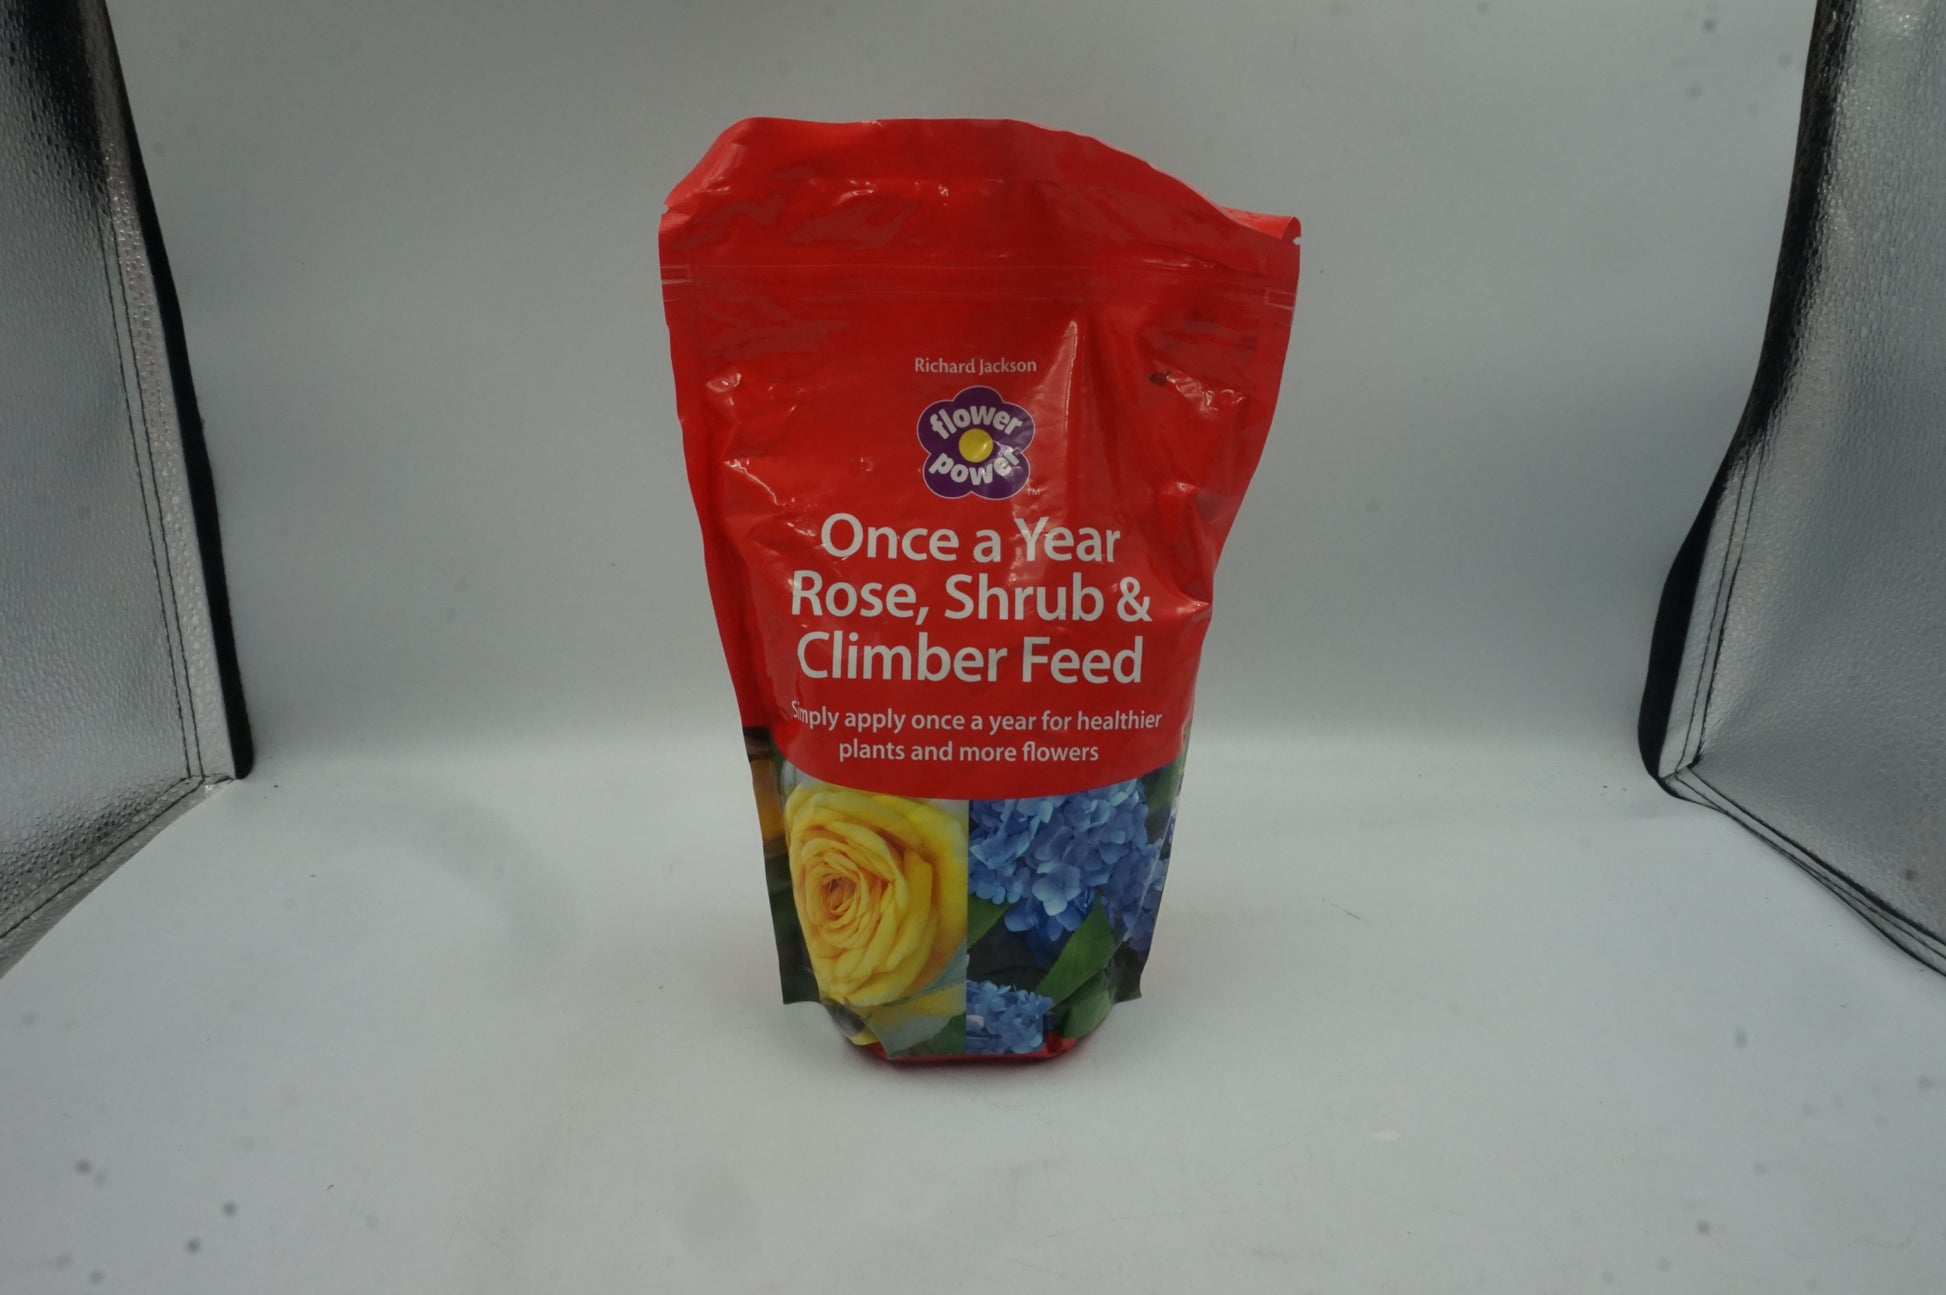 Richard Jackson
flower
power
TM
Once a Year
Rose, Shrub &
Climber Feed
Simply apply once a year for healthier
plants and more flowers